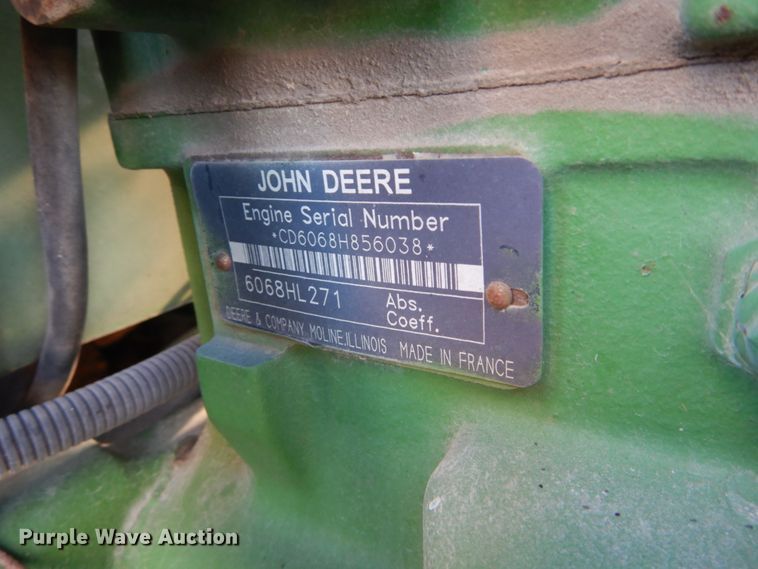 JOHN DEERE
Engine Serial Number
*CD6068H856038*
6068HL271 Abs. Coeff.
DEERE & COMPANY MOLINE,ILLINOIS MADE IN FRANCE
Purple Wave Auction